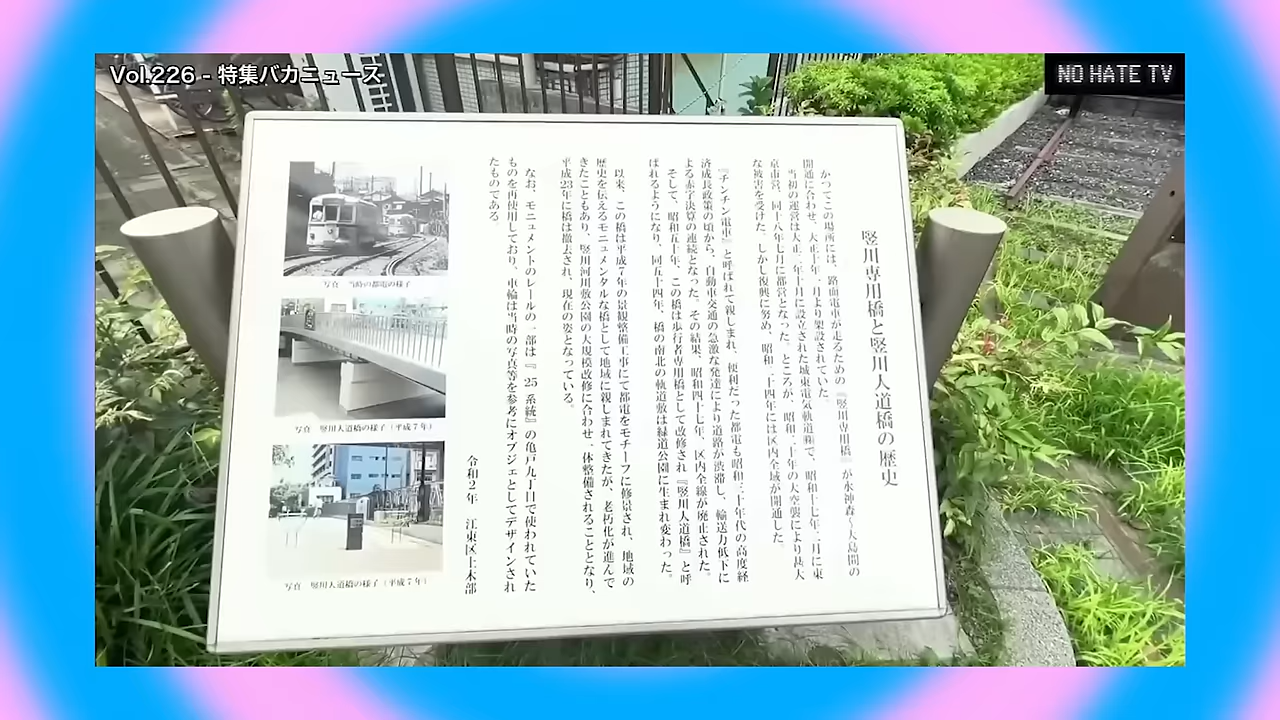 Vol.226 - 特集バカニュース
NO HATE TV
竪川専用橋と竪川人道橋の歴史
かつてこの場所には、路面電車が走るための『竪川専用橋』が水神森~大島間の
開通に合わせ、大正十年一月より架設されていた。
当初の運営は大正二年十月に設立された城東電気軌道㈱で、昭和十七年二月に東
京市営、同十八年七月に都営となった。ところが、昭和二十年の大空襲により甚大
な被害を受けた。しかし復興に努め、昭和二十四年には区内全域が開通した。
『チンチン電車』と呼ばれて親しまれ、便利だった都電も昭和三十年代の高度経
済成長政策の頃から、自動車交通の急激な発達により道路が渋滞し、輸送力低下に
よる赤字決算の連続となった。その結果、昭和四十七年、区内全線が廃止された。
そして、昭和五十年、この橋は歩行者専用橋として改修され『竪川人道橋』と呼
ばれるようになり、同五十四年、橋の南北の軌道敷は緑道公園に生まれ変わった。
以来、この橋は平成7年の景観整備工事にて都電をモチーフに修景され、地域の
歴史を伝えるモニュメンタルな橋として地域に親しまれてきたが、老朽化が進んで
きたこともあり、竪川河川敷公園の大規模改修に合わせ一体整備されることとなり、
平成23年に橋は撤去され、現在の姿となっている。
なお、モニュメントのレールの一部は『25系統』の亀戸九丁目で使われていた
ものを再使用しており、車輪は当時の写真等を参考にオブジェとしてデザインされ
たものである。
令和2年 江東区土木部
写真 当時の都電の様子
写真 竪川人道橋の様子(平成7年)
写真 竪川人道橋の様子(平成7年)